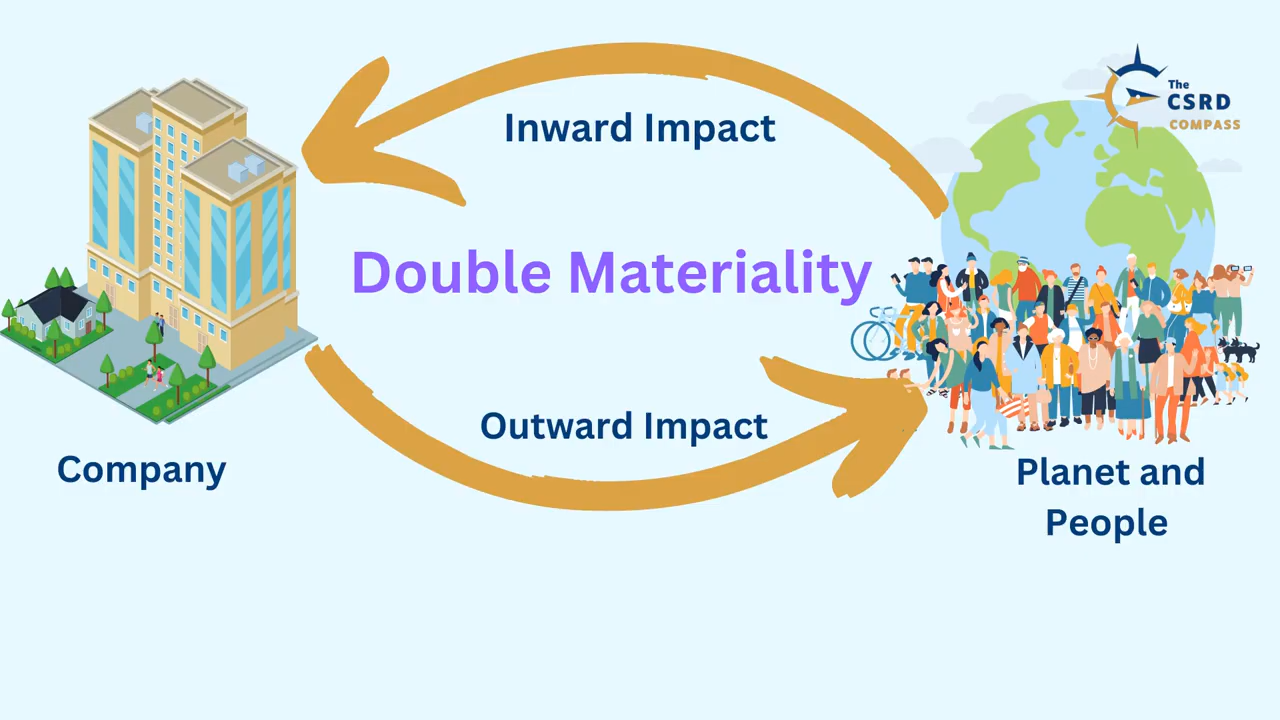 The
CSRD
COMPASS
Inward Impact
Double Materiality
Outward Impact
Company
Planet and
People